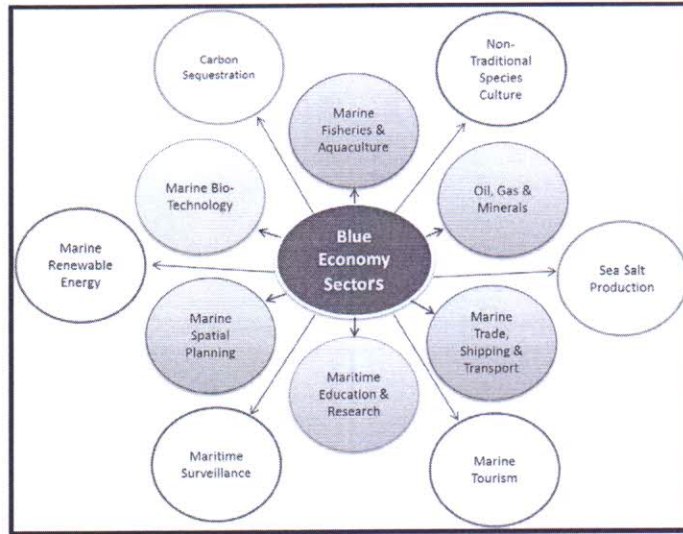 Carbon
Sequestration
Non-
Traditional
Species
Culture
Marine
Fisheries &
Aquaculture
Marine Bio-
Technology
Oil, Gas &
Minerals
Blue
Economy
Sectors
Marine
Renewable
Energy
Sea Salt
Production
Marine
Spatial
Planning
Marine
Trade,
Shipping &
Transport
Maritime
Education &
Research
Maritime
Surveillance
Marine
Tourism